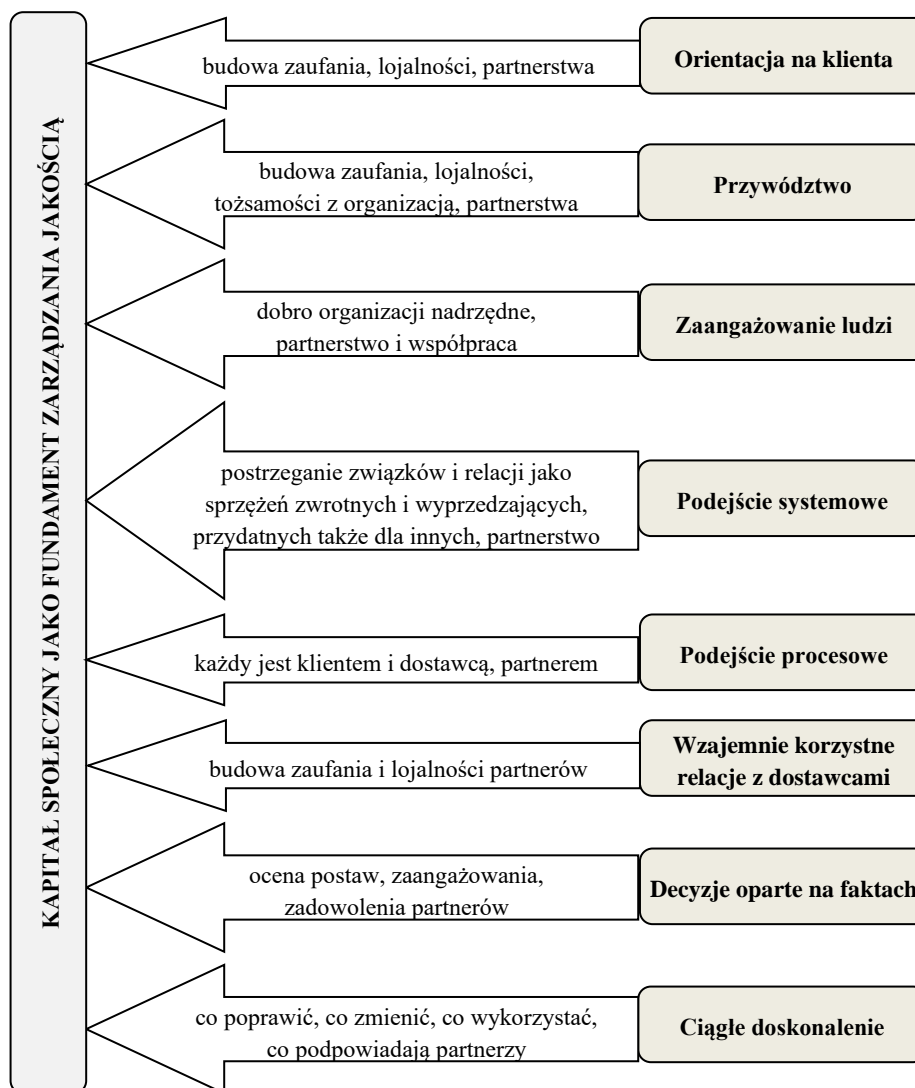 KAPITAŁ SPOŁECZNY JAKO FUNDAMENT ZARZĄDZANIA JAKOŚCIĄ
budowa zaufania, lojalności, partnerstwa
Orientacja na klienta
budowa zaufania, lojalności,
tożsamości z organizacją, partnerstwa
Przywództwo
dobro organizacji nadrzędne,
partnerstwo i współpraca
Zaangażowanie ludzi
postrzeganie związków i relacji jako
sprzężeń zwrotnych i wyprzedzających,
przydatnych także dla innych, partnerstwo
Podejście systemowe
każdy jest klientem i dostawcą, partnerem
Podejście procesowe
budowa zaufania i lojalności partnerów
Wzajemnie korzystne
relacje z dostawcami
ocena postaw, zaangażowania,
zadowolenia partnerów
Decyzje oparte na faktach
co poprawić, co zmienić, co wykorzystać,
co podpowiadają partnerzy
Ciągłe doskonalenie